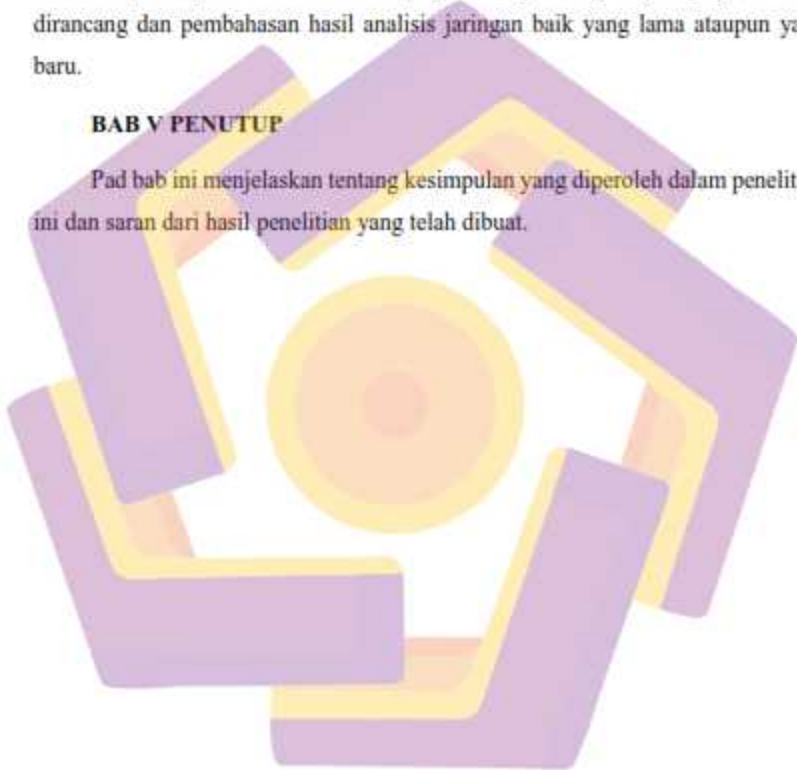 dirancang dan pembahasan hasil analisis jaringan baik yang lama ataupun ya
baru.
BAB V PENUTUP
Pad bab ini menjelaskan tentang kesimpulan yang diperoleh dalam penelit
ini dan saran dari hasil penelitian yang telah dibuat.